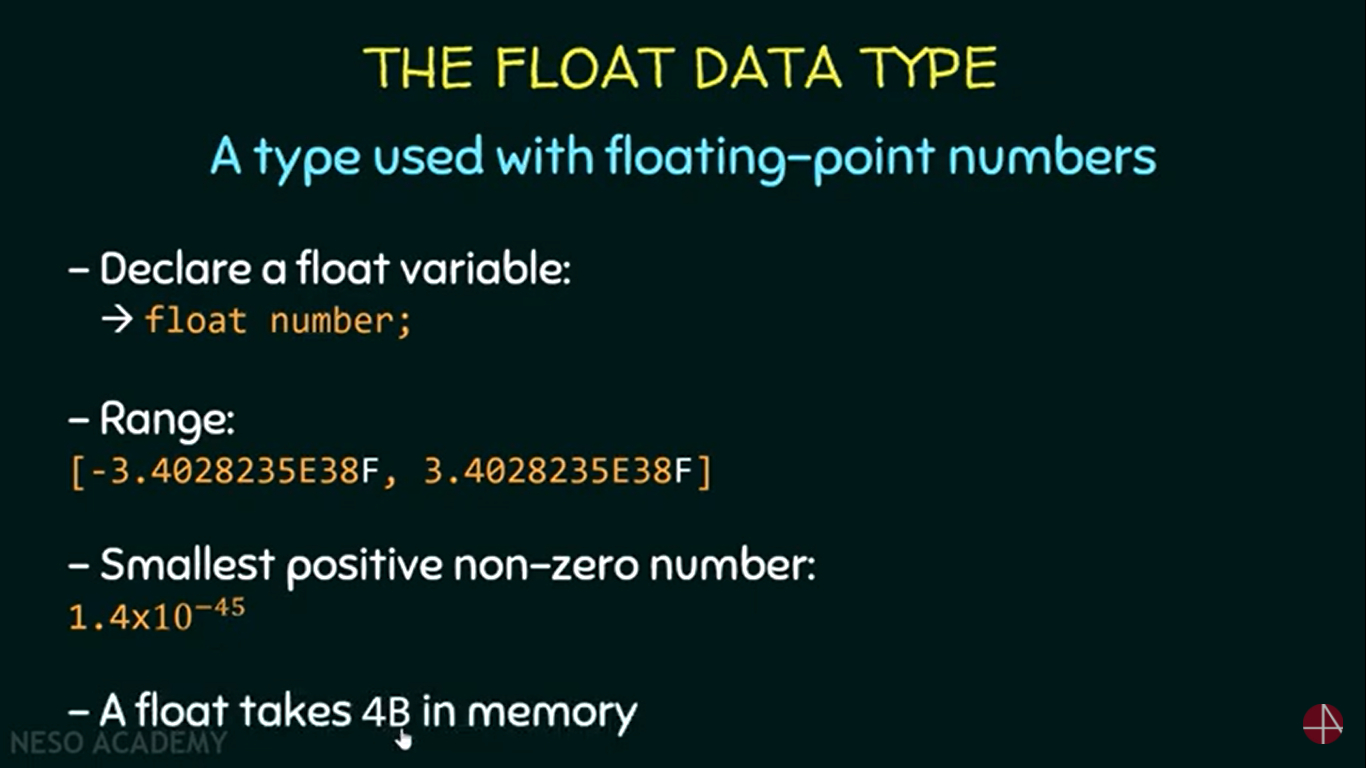 THE FLOAT DATA TYPE
A type used with floating-point numbers
- Declare a float variable:
→ float number;
- Range:
[-3.4028235E38F, 3.4028235E38F]
- Smallest positive non-zero number:
1.4x10⁻⁴⁵
- A float takes 4B in memory
NESO ACADEMY